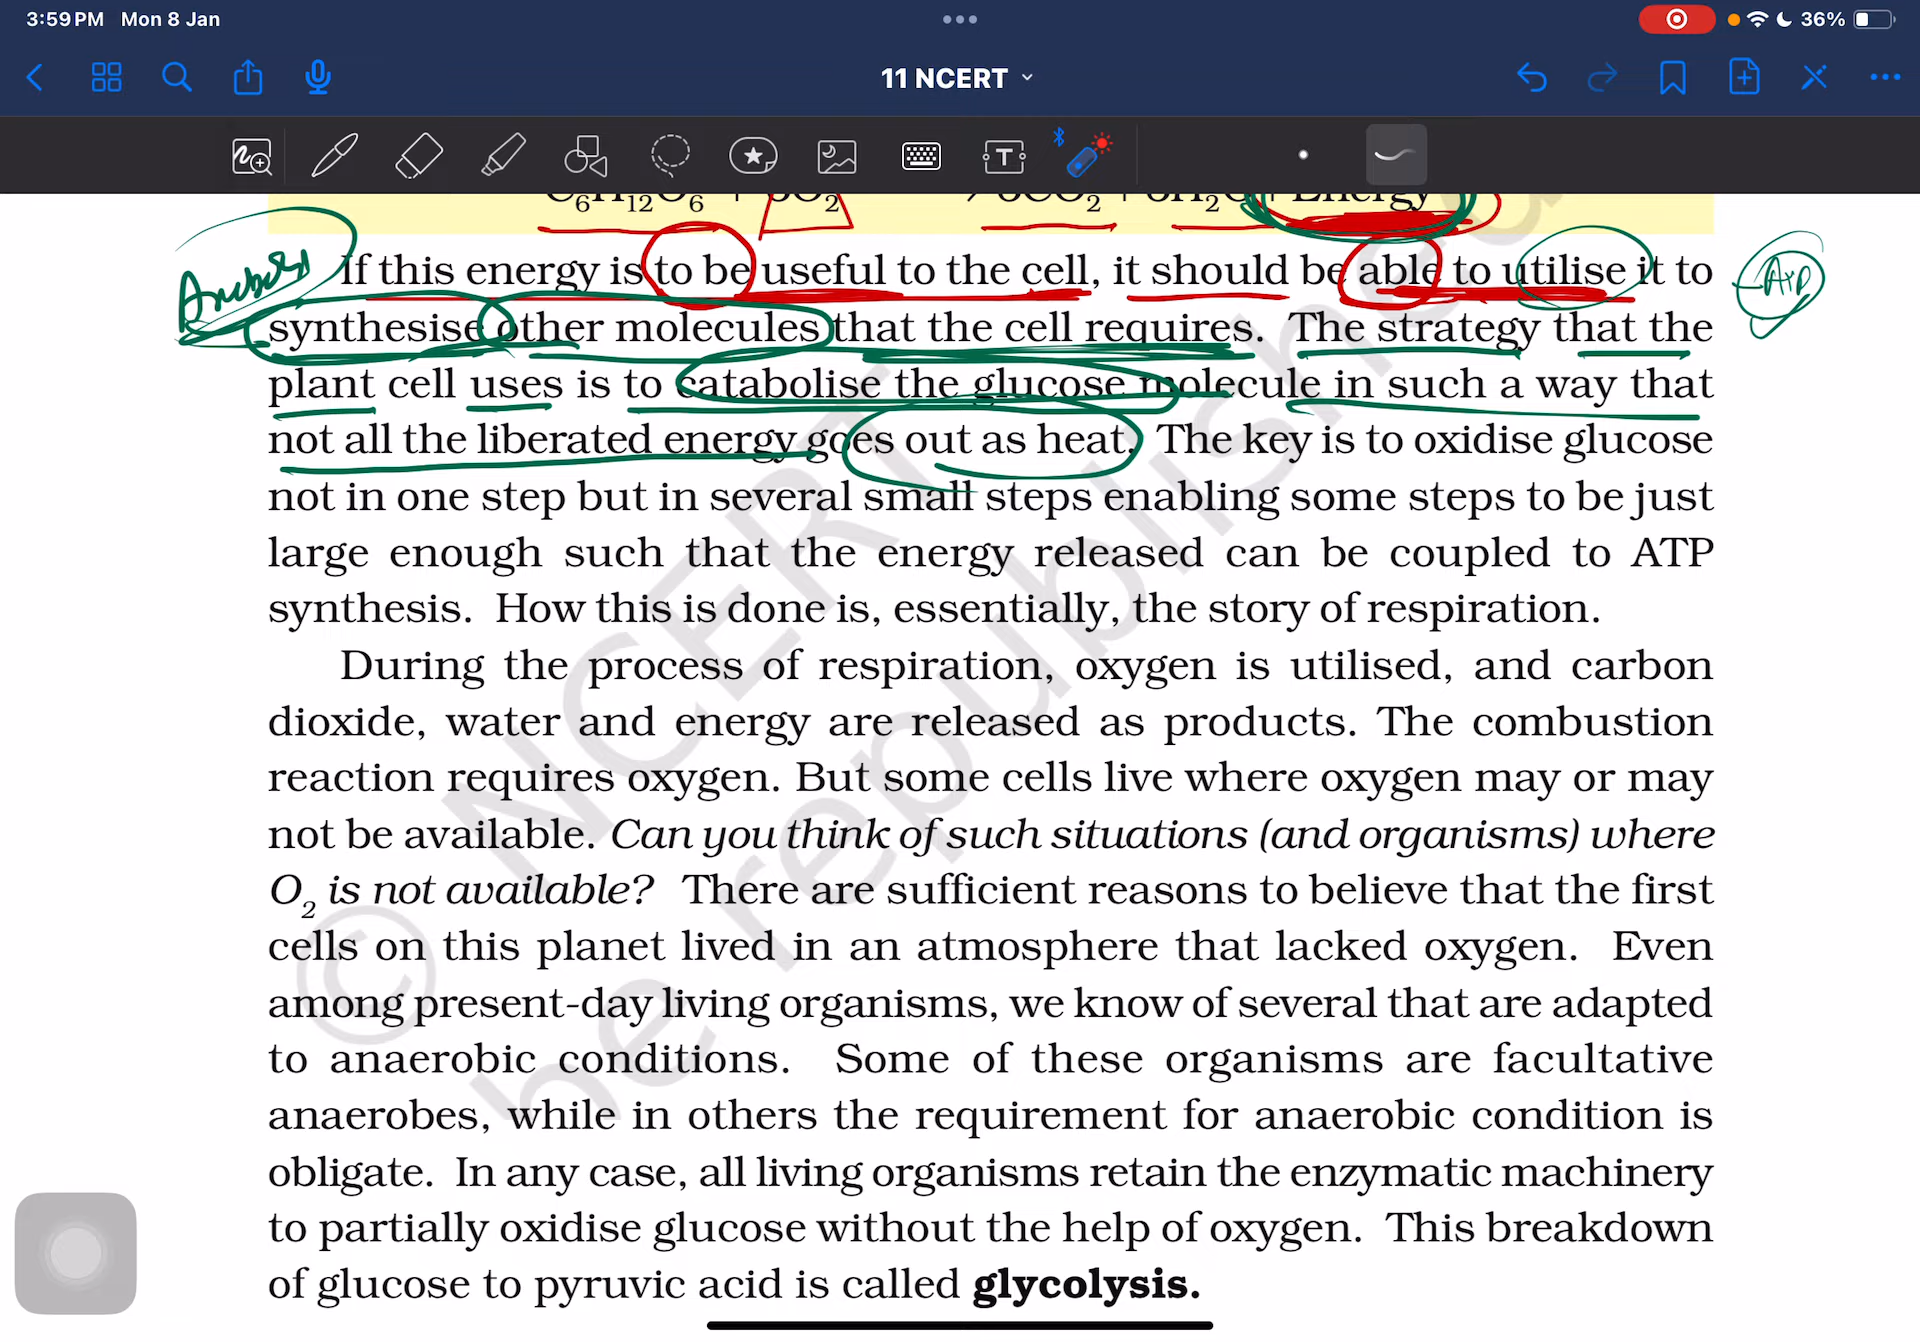 3:59 PM Mon 8 Jan
36%
11 NCERT
C6H12O6 + 6O2 → 6CO2 + 6H2O + Energy
If this energy is to be useful to the cell, it should be able to utilise it to
ATP
synthesise other molecules that the cell requires. The strategy that the
plant cell uses is to catabolise the glucose molecule in such a way that
not all the liberated energy goes out as heat. The key is to oxidise glucose
not in one step but in several small steps enabling some steps to be just
large enough such that the energy released can be coupled to ATP
synthesis. How this is done is, essentially, the story of respiration.
During the process of respiration, oxygen is utilised, and carbon
dioxide, water and energy are released as products. The combustion
reaction requires oxygen. But some cells live where oxygen may or may
not be available. Can you think of such situations (and organisms) where
O2 is not available? There are sufficient reasons to believe that the first
cells on this planet lived in an atmosphere that lacked oxygen. Even
among present-day living organisms, we know of several that are adapted
to anaerobic conditions. Some of these organisms are facultative
anaerobes, while in others the requirement for anaerobic condition is
obligate. In any case, all living organisms retain the enzymatic machinery
to partially oxidise glucose without the help of oxygen. This breakdown
of glucose to pyruvic acid is called glycolysis.
© NCERT
be republished